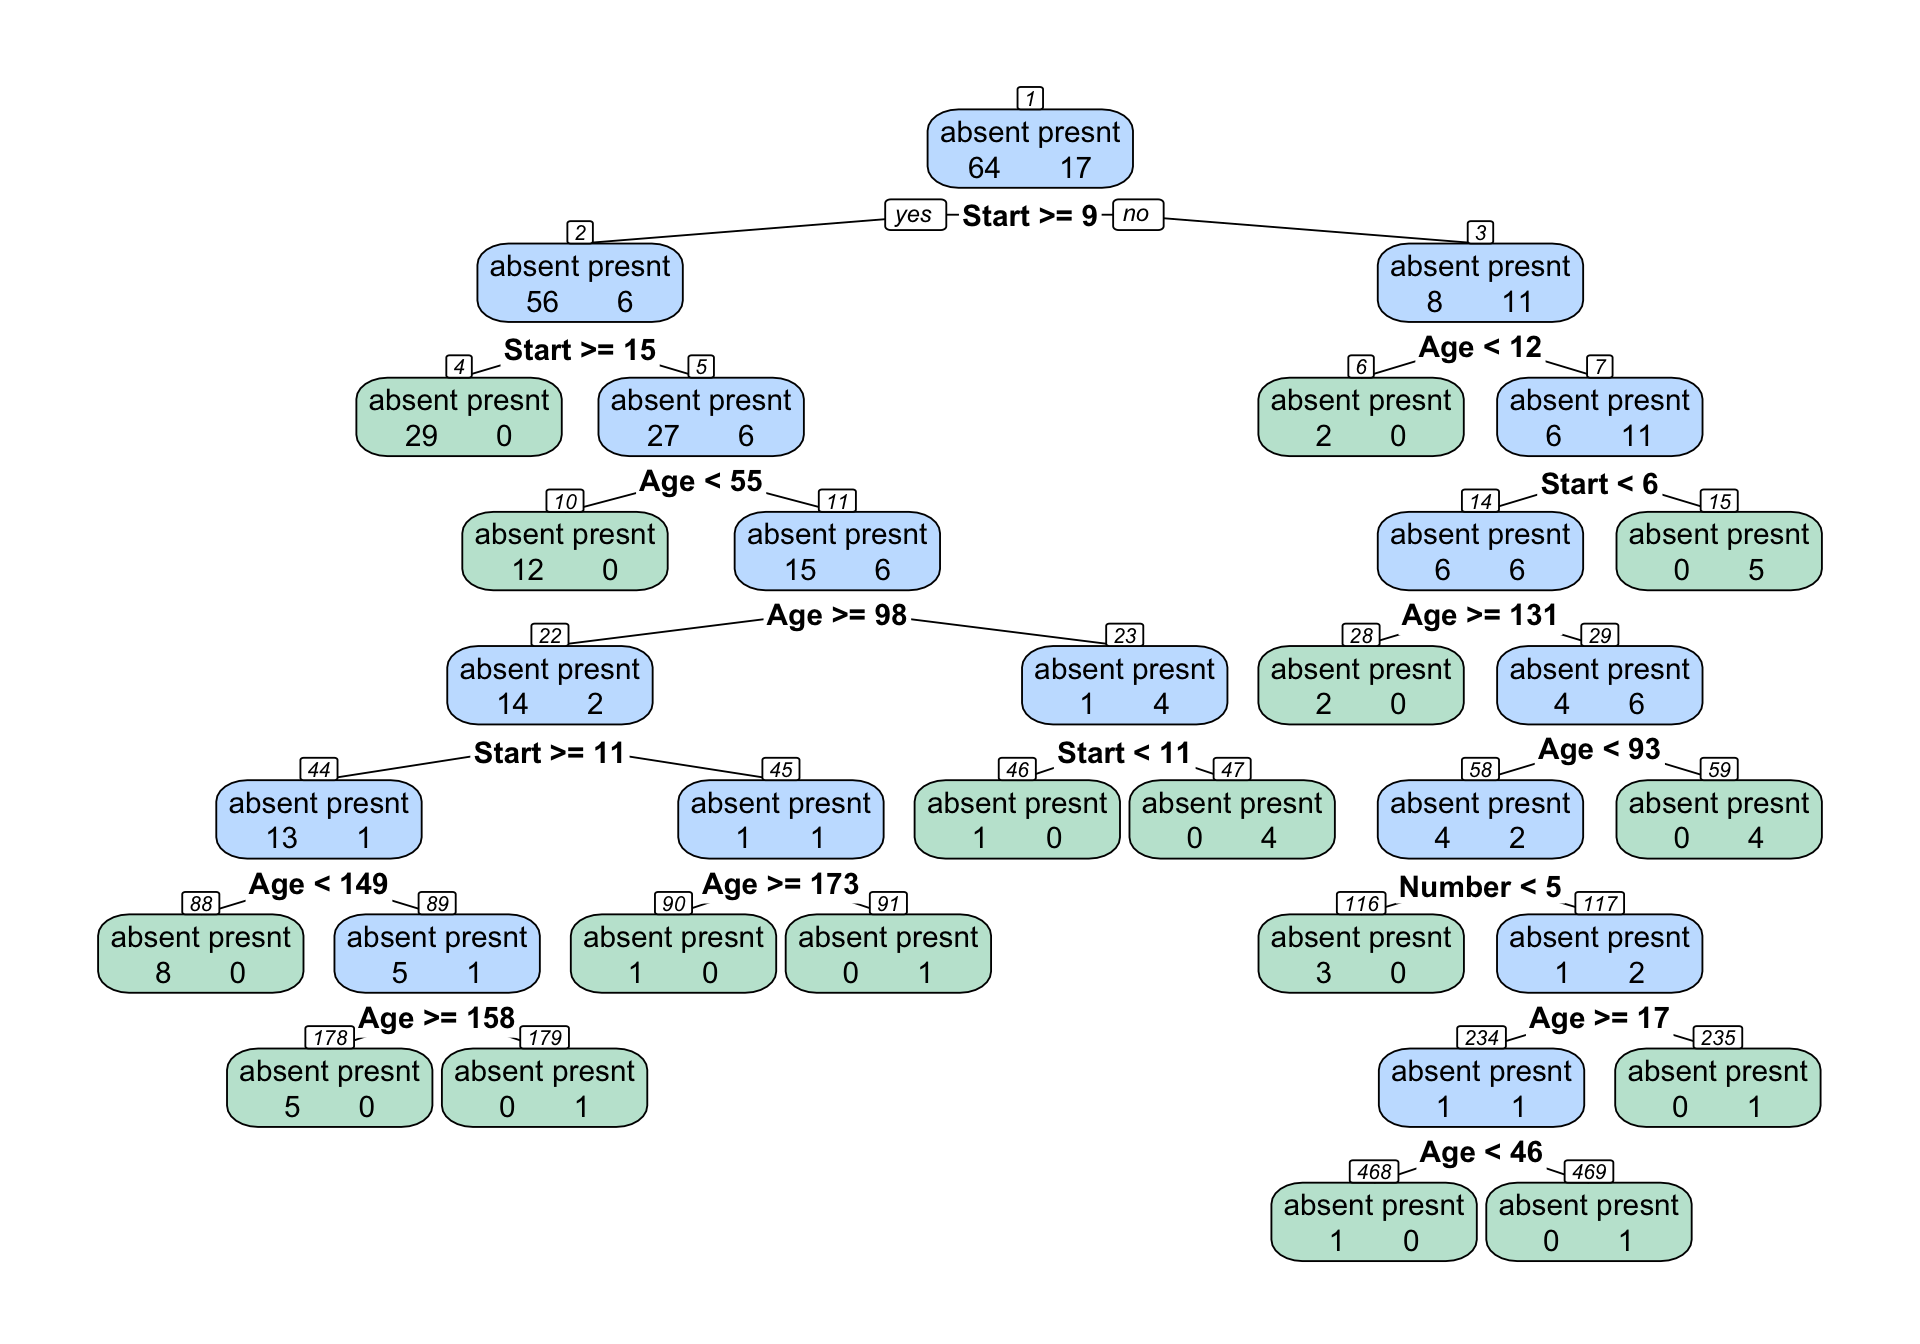 1
absent presnt
64 17
yes Start >= 9 no
2
absent presnt
56 6
3
absent presnt
8 11
Start >= 15
Age < 12
4
absent presnt
29 0
5
absent presnt
27 6
6
absent presnt
2 0
7
absent presnt
6 11
Age < 55
Start < 6
10
absent presnt
12 0
11
absent presnt
15 6
14
absent presnt
6 6
15
absent presnt
0 5
Age >= 98
Age >= 131
22
absent presnt
14 2
23
absent presnt
1 4
28
absent presnt
2 0
29
absent presnt
4 6
Start >= 11
Start < 11
Age < 93
44
absent presnt
13 1
45
absent presnt
1 1
46
absent presnt
1 0
47
absent presnt
0 4
58
absent presnt
4 2
59
absent presnt
0 4
Age < 149
Age >= 173
Number < 5
88
absent presnt
8 0
89
absent presnt
5 1
90
absent presnt
1 0
91
absent presnt
0 1
116
absent presnt
3 0
117
absent presnt
1 2
Age >= 158
Age >= 17
178
absent presnt
5 0
179
absent presnt
0 1
234
absent presnt
1 1
235
absent presnt
0 1
Age < 46
468
absent presnt
1 0
469
absent presnt
0 1